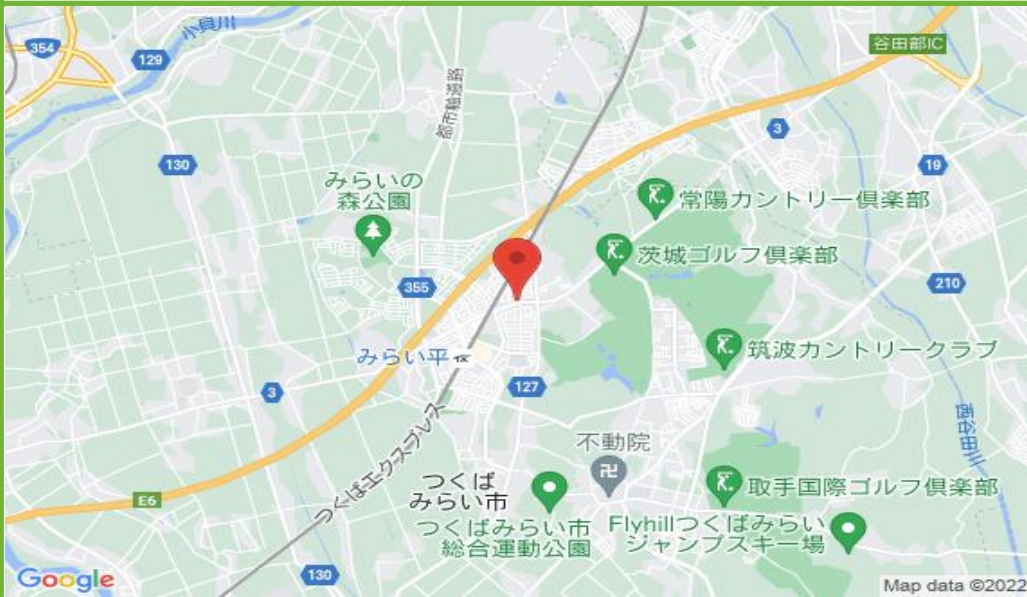 354
小貝川
129
谷田部IC
都市軸道路
3
130
19
みらいの
森公園
常陽カントリー倶楽部
茨城ゴルフ倶楽部
355
210
みらい平
筑波カントリークラブ
127
3
西谷田川
つくばエクスプレス
不動院
つくば
みらい市
取手国際ゴルフ倶楽部
E6
つくばみらい市
総合運動公園
Flyhillつくばみらい
ジャンプスキー場
130
Google
Map data ©2022